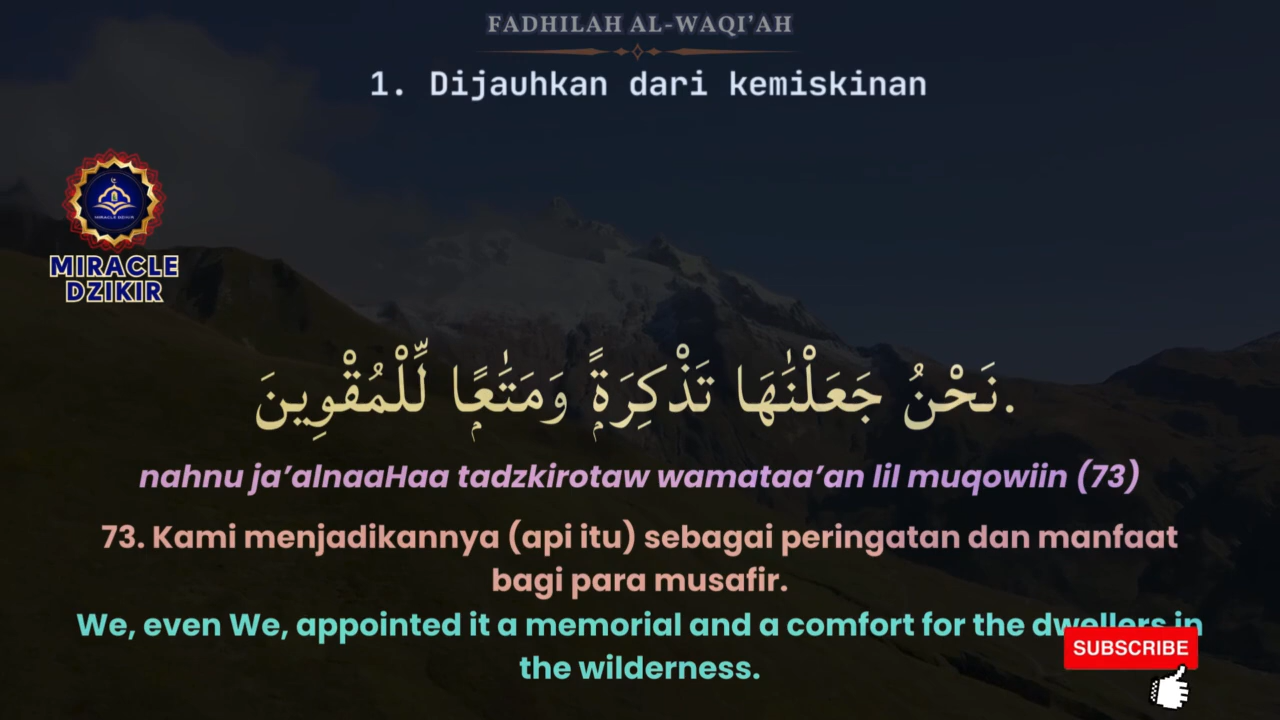 FADHILAH AL-WAQI’AH
1. Dijauhkan dari kemiskinan
MIRACLE
DZIKIR
نَحْنُ جَعَلْنَٰهَا تَذْكِرَةًۭ وَمَتَٰعًۭا لِّلْمُقْوِينَ.
nahnu ja’alnaaHaa tadzkirotaw wamataa’an lil muqowiin (73)
73. Kami menjadikannya (api itu) sebagai peringatan dan manfaat
bagi para musafir.
We, even We, appointed it a memorial and a comfort for the dwellers in
the wilderness.
SUBSCRIBE